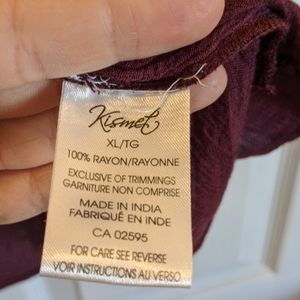 Kismet
XL/TG
100% RAYON/RAYONNE
EXCLUSIVE OF TRIMMINGS
GARNITURE NON COMPRISE
MADE IN INDIA
FABRIQUÉ EN INDE
CA 02595
FOR CARE SEE REVERSE
VOIR INSTRUCTIONS AU VERSO